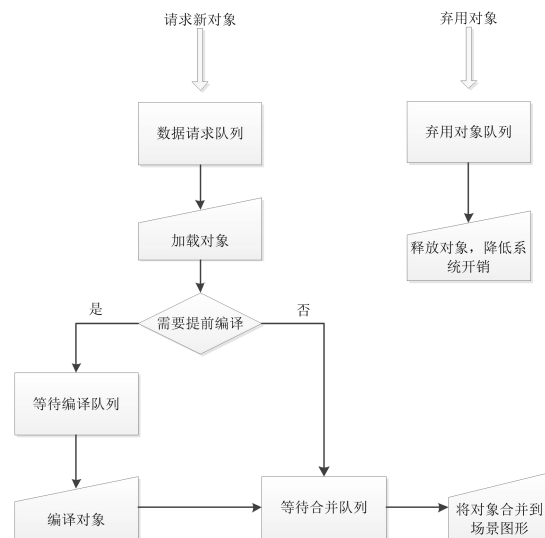 请求新对象
弃用对象
数据请求队列
弃用对象队列
加载对象
释放对象，降低系
统开销
需要提前编译
是
否
等待编译队列
编译对象
等待合并队列
将对象合并到
场景图形